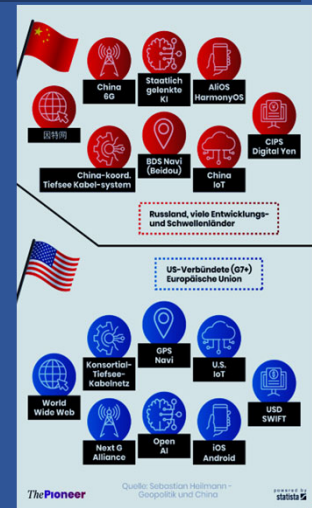 China
6G
Staatlich
gelenkte
KI
AliOS
HarmonyOS
因特网
CIPS
Digital Yen
China-koord.
Tiefsee Kabel-system
BDS Navi
(Beidou)
China
IoT
Russland, viele Entwicklungs-
und Schwellenländer
US-Verbündete (G7+)
Europäische Union
Konsortial-
Tiefsee-
Kabelnetz
GPS
Navi
U.S.
IoT
World
Wide Web
USD
SWIFT
Next G
Alliance
Open
AI
iOS
Android
ThePioneer
Quelle: Sebastian Heilmann -
Geopolitik und China
powered by
statista